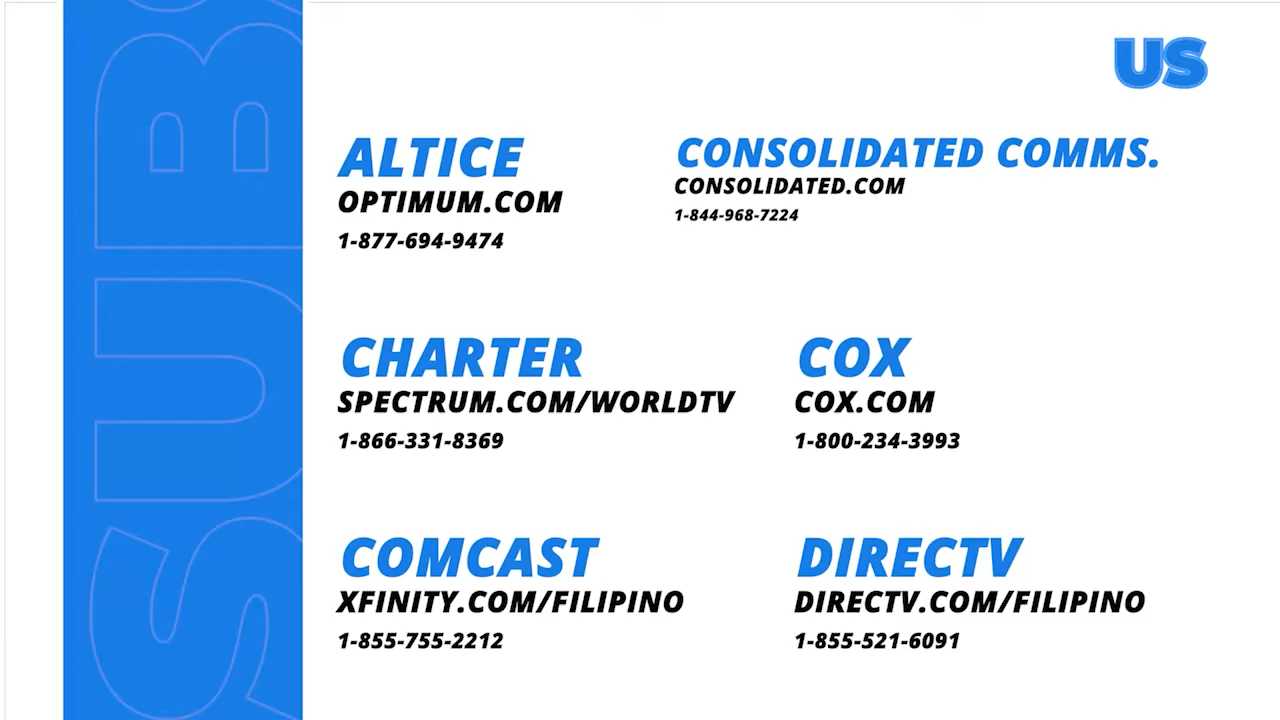 US
ALTICE
OPTIMUM.COM
1-877-694-9474
CONSOLIDATED COMMS.
CONSOLIDATED.COM
1-844-968-7224
CHARTER
SPECTRUM.COM/WORLDTV
1-866-331-8369
COX
COX.COM
1-800-234-3993
COMCAST
XFINITY.COM/FILIPINO
1-855-755-2212
DIRECTV
DIRECTV.COM/FILIPINO
1-855-521-6091
SUB